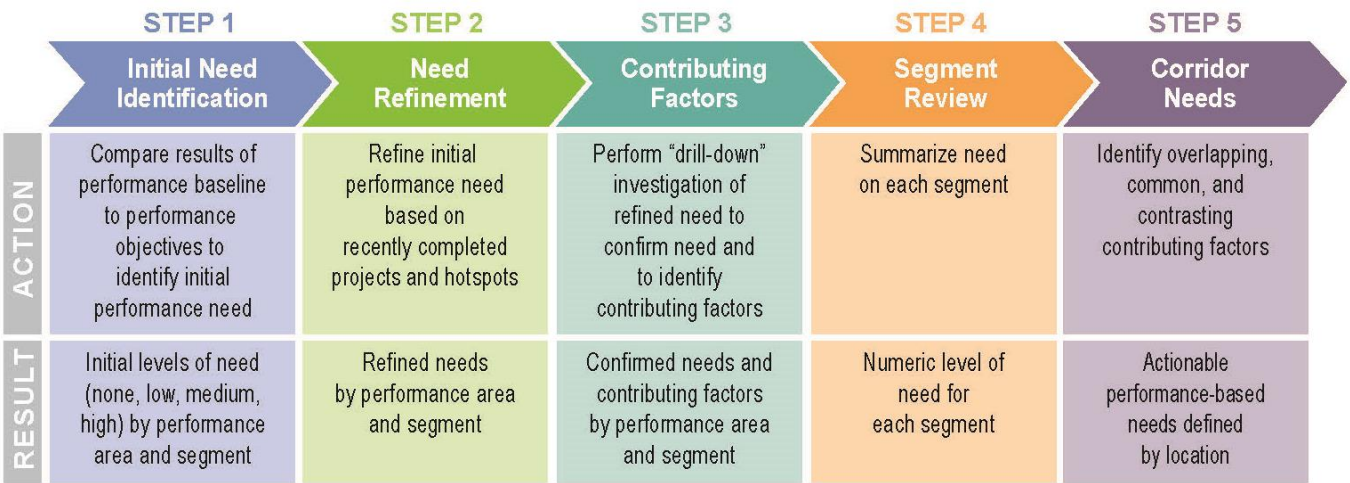 STEP 1
STEP 2
STEP 3
STEP 4
STEP 5
Initial Need
Identification
Need
Refinement
Contributing
Factors
Segment
Review
Corridor
Needs
ACTION
Compare results of
performance baseline
to performance
objectives to
identify initial
performance need
Refine initial
performance need
based on
recently completed
projects and hotspots
Perform “drill-down”
investigation of
refined need to
confirm need and
to identify
contributing factors
Summarize need
on each segment
Identify overlapping,
common, and
contrasting
contributing factors
RESULT
Initial levels of need
(none, low, medium,
high) by performance
area and segment
Refined needs
by performance area
and segment
Confirmed needs and
contributing factors
by performance area
and segment
Numeric level of
need for
each segment
Actionable
performance-based
needs defined
by location